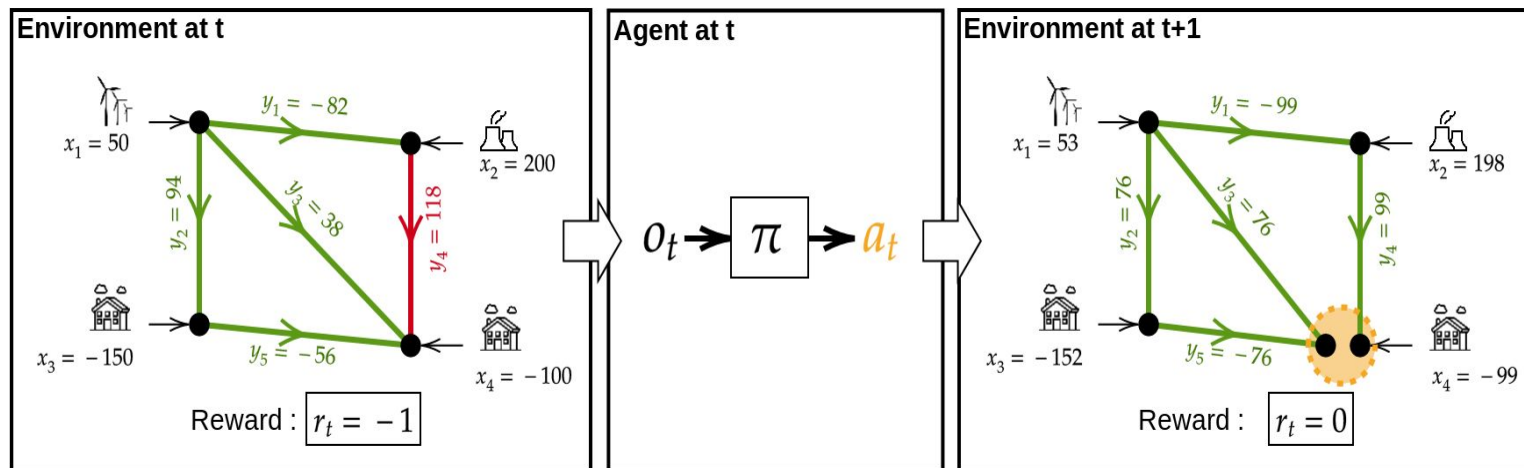 Environment at t
y₁ = −82
x₁ = 50
x₂ = 200
y₂ = 94
y₃ = 38
y₄ = 118
x₃ = −150
y₅ = −56
x₄ = −100
Reward : rₜ = −1
Agent at t
oₜ π aₜ
Environment at t+1
y₁ = −99
x₁ = 53
x₂ = 198
y₂ = 76
y₃ = 76
y₄ = 99
x₃ = −152
y₅ = −76
x₄ = −99
Reward : rₜ = 0